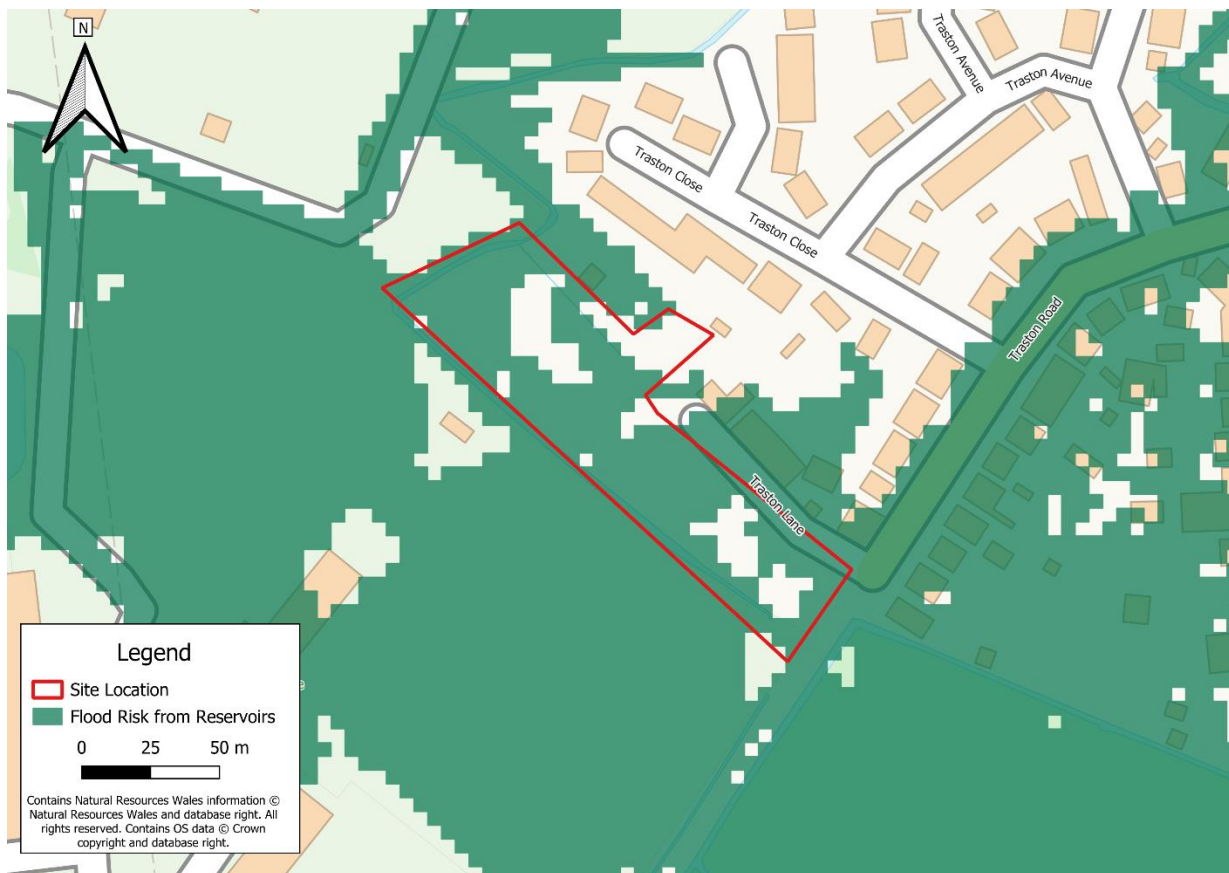 N
Traston Avenue
Traston Avenue
Traston Close
Traston Close
Traston Road
Traston Lane
Legend
Site Location
Flood Risk from Reservoirs
0 25 50 m
Contains Natural Resources Wales information ©
Natural Resources Wales and database right. All
rights reserved. Contains OS data © Crown
copyright and database right.